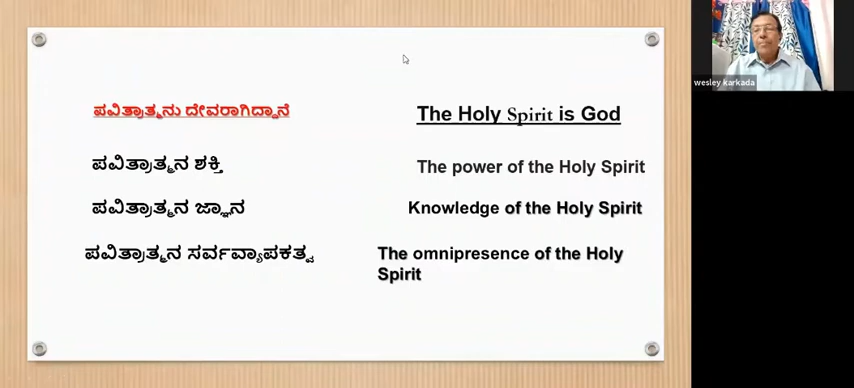 wesley karkada
ಪವಿತ್ರಾತ್ಮನು ದೇವರಾಗಿದ್ದಾನೆ
The Holy Spirit is God
ಪವಿತ್ರಾತ್ಮನ ಶಕ್ತಿ
The power of the Holy Spirit
ಪವಿತ್ರಾತ್ಮನ ಜ್ಞಾನ
Knowledge of the Holy Spirit
ಪವಿತ್ರಾತ್ಮನ ಸರ್ವವ್ಯಾಪಕತ್ವ
The omnipresence of the Holy
Spirit